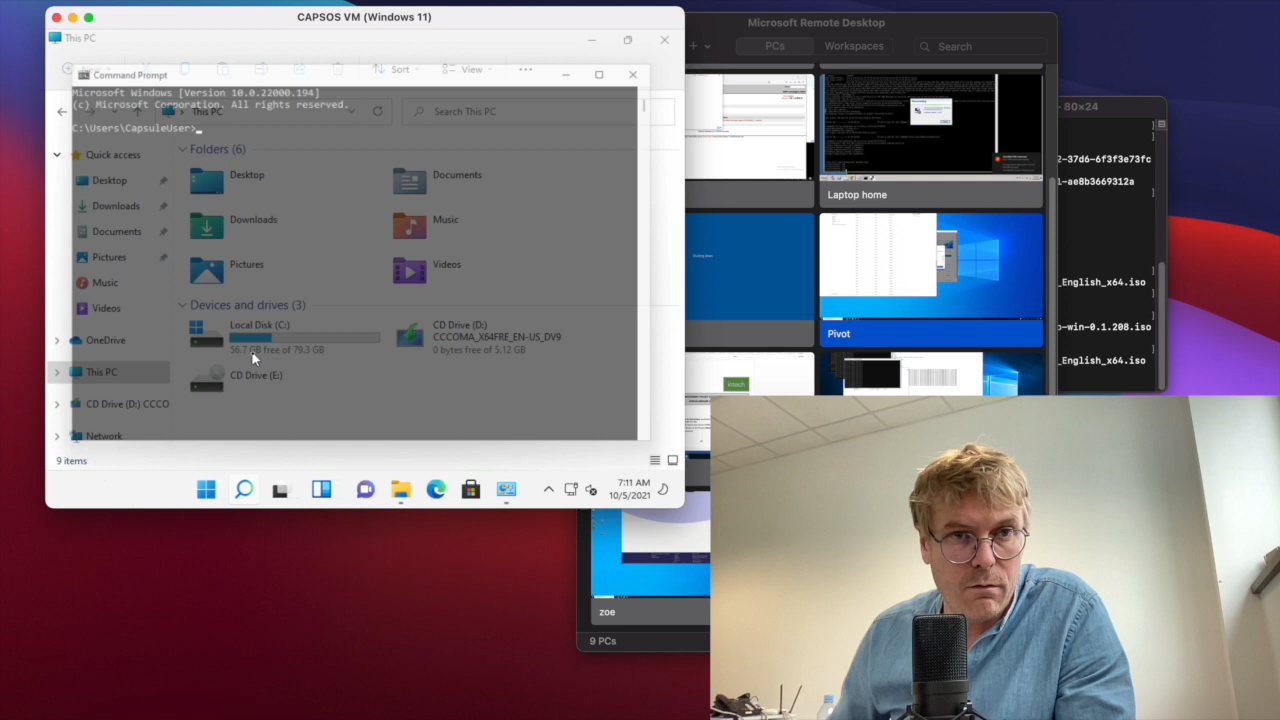 CAPSOS VM (Windows 11)
This PC
New
Sort
View
Command Prompt
Microsoft Windows [Version 10.0.22000.194]
(c) Microsoft Corporation. All rights reserved.
This PC
Search This PC
C:\Users\CapsuleUser>
Quick access
Desktop
Downloads
Documents
Pictures
Music
Videos
OneDrive
This PC
CD Drive (D:) CCCO
Network
Folders (6)
Desktop
Documents
Downloads
Music
Pictures
Videos
Devices and drives (3)
Local Disk (C:)
56.7 GB free of 79.3 GB
CD Drive (D:)
CCCOMA_X64FRE_EN-US_DV9
0 bytes free of 5.12 GB
CD Drive (E:)
9 items
7:11 AM
10/5/2021
Microsoft Remote Desktop
PCs
Workspaces
Search
Laptop home
Pivot
intech
zoe
9 PCs
80x24
]
2-37d6-6f3f3e73fc
-ae8b3669312a
]
]
_English_x64.iso
]
o-win-0.1.208.iso
]
_English_x64.iso